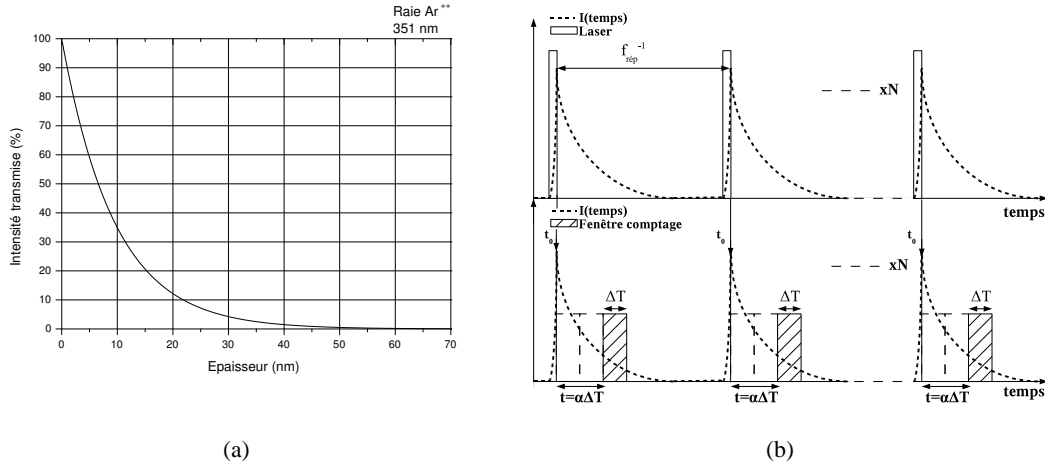 Raie Ar++
351 nm
100
90
80
70
60
50
40
30
20
10
0
Intensité transmise (%)
0 10 20 30 40 50 60 70
Epaisseur (nm)
(a)
I(temps)
Laser
f rép -1
xN
temps
I(temps)
Fenêtre comptage
t0 t0 t0
xN
ΔT ΔT ΔT
t=αΔT t=αΔT t=αΔT
temps
(b)